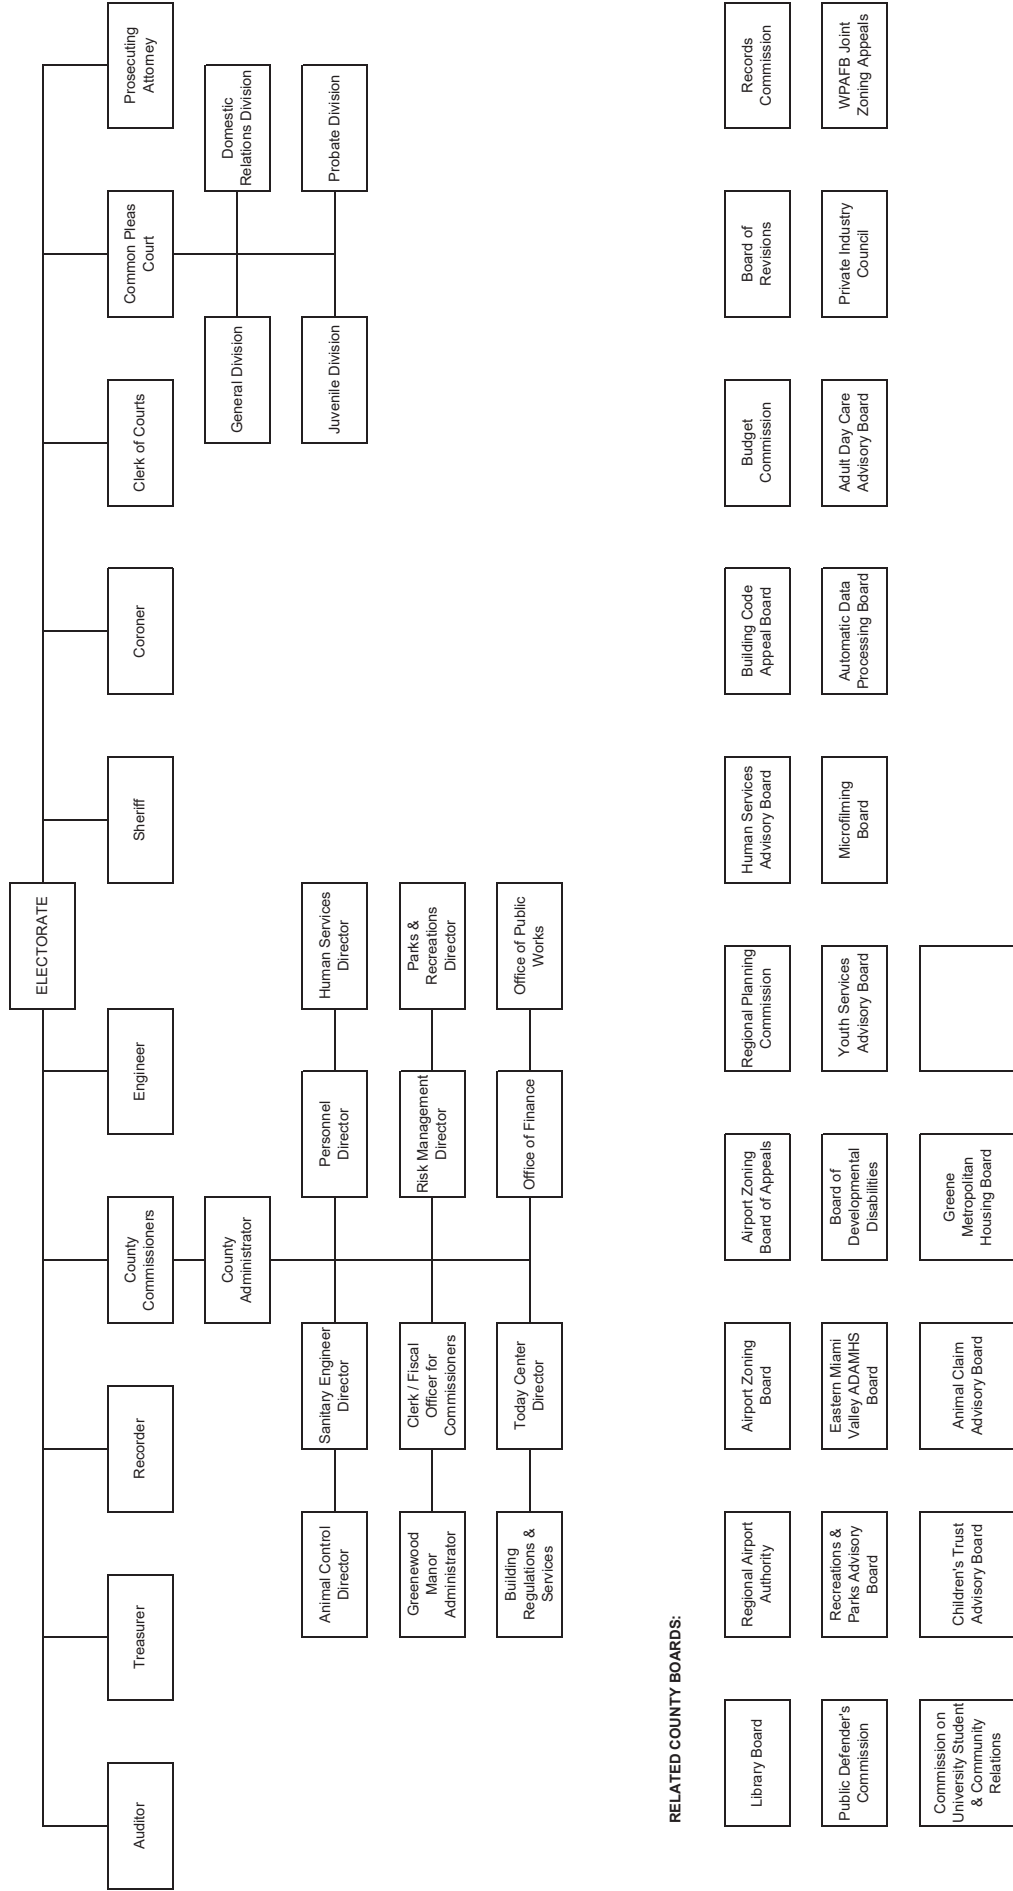 ELECTORATE
Auditor
Treasurer
Recorder
County
Commissioners
Engineer
Sheriff
Coroner
Clerk of Courts
Common Pleas
Court
Prosecuting
Attorney
County
Administrator
General Division
Domestic
Relations Division
Animal Control
Director
Sanitary Engineer
Director
Personnel
Director
Human Services
Director
Juvenile Division
Probate Division
Greenewood
Manor
Administrator
Clerk / Fiscal
Officer for
Commissioners
Risk Management
Director
Parks &
Recreations
Director
Building
Regulations &
Services
Today Center
Director
Office of Finance
Office of Public
Works
RELATED COUNTY BOARDS:
Library Board
Regional Airport
Authority
Airport Zoning
Board
Airport Zoning
Board of Appeals
Regional Planning
Commission
Human Services
Advisory Board
Building Code
Appeal Board
Budget
Commission
Board of
Revisions
Records
Commission
Public Defender's
Commission
Recreations &
Parks Advisory
Board
Eastern Miami
Valley ADAMHS
Board
Board of
Developmental
Disabilities
Youth Services
Advisory Board
Microfilming
Board
Automatic Data
Processing Board
Adult Day Care
Advisory Board
Private Industry
Council
WPAFB Joint
Zoning Appeals
Commission on
University Student
& Community
Relations
Children's Trust
Advisory Board
Animal Claim
Advisory Board
Greene
Metropolitan
Housing Board